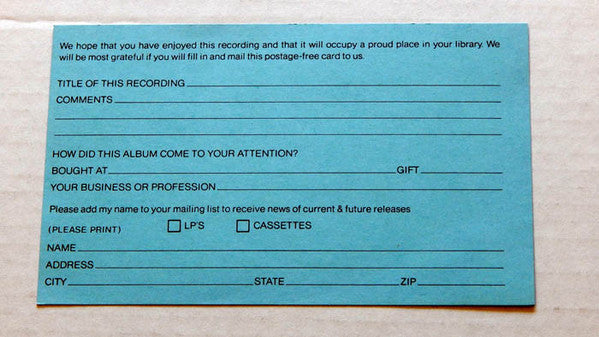 We hope that you have enjoyed this recording and that it will occupy a proud place in your library. We
will be most grateful if you will fill in and mail this postage-free card to us.
TITLE OF THIS RECORDING
COMMENTS
HOW DID THIS ALBUM COME TO YOUR ATTENTION?
BOUGHT AT GIFT
YOUR BUSINESS OR PROFESSION
Please add my name to your mailing list to receive news of current & future releases
(PLEASE PRINT) LP'S CASSETTES
NAME
ADDRESS
CITY STATE ZIP